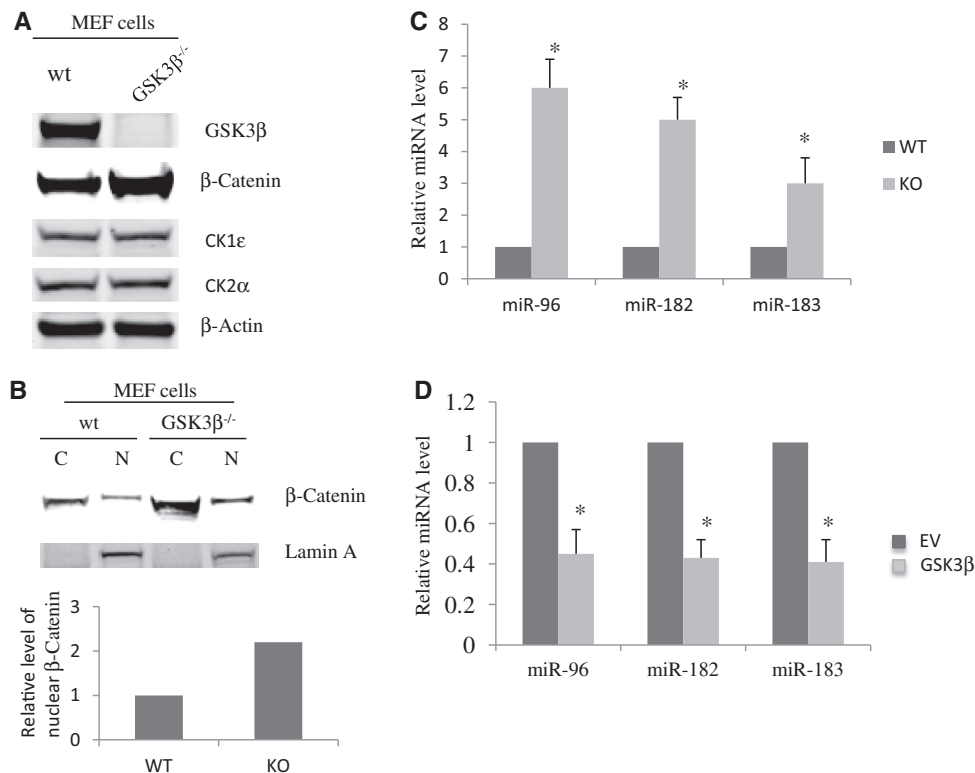 A
MEF cells
wt
GSK3β-/-
GSK3β
β-Catenin
CK1ε
CK2α
β-Actin
B
MEF cells
wt GSK3β-/-
C N C N
β-Catenin
Lamin A
Relative level of
nuclear β-Catenin
3
2
1
0
WT KO
C
Relative miRNA level
8
7
6
5
4
3
2
1
0
* * *
miR-96 miR-182 miR-183
WT
KO
D
Relative miRNA level
1.2
1
0.8
0.6
0.4
0.2
0
* * *
miR-96 miR-182 miR-183
EV
GSK3β